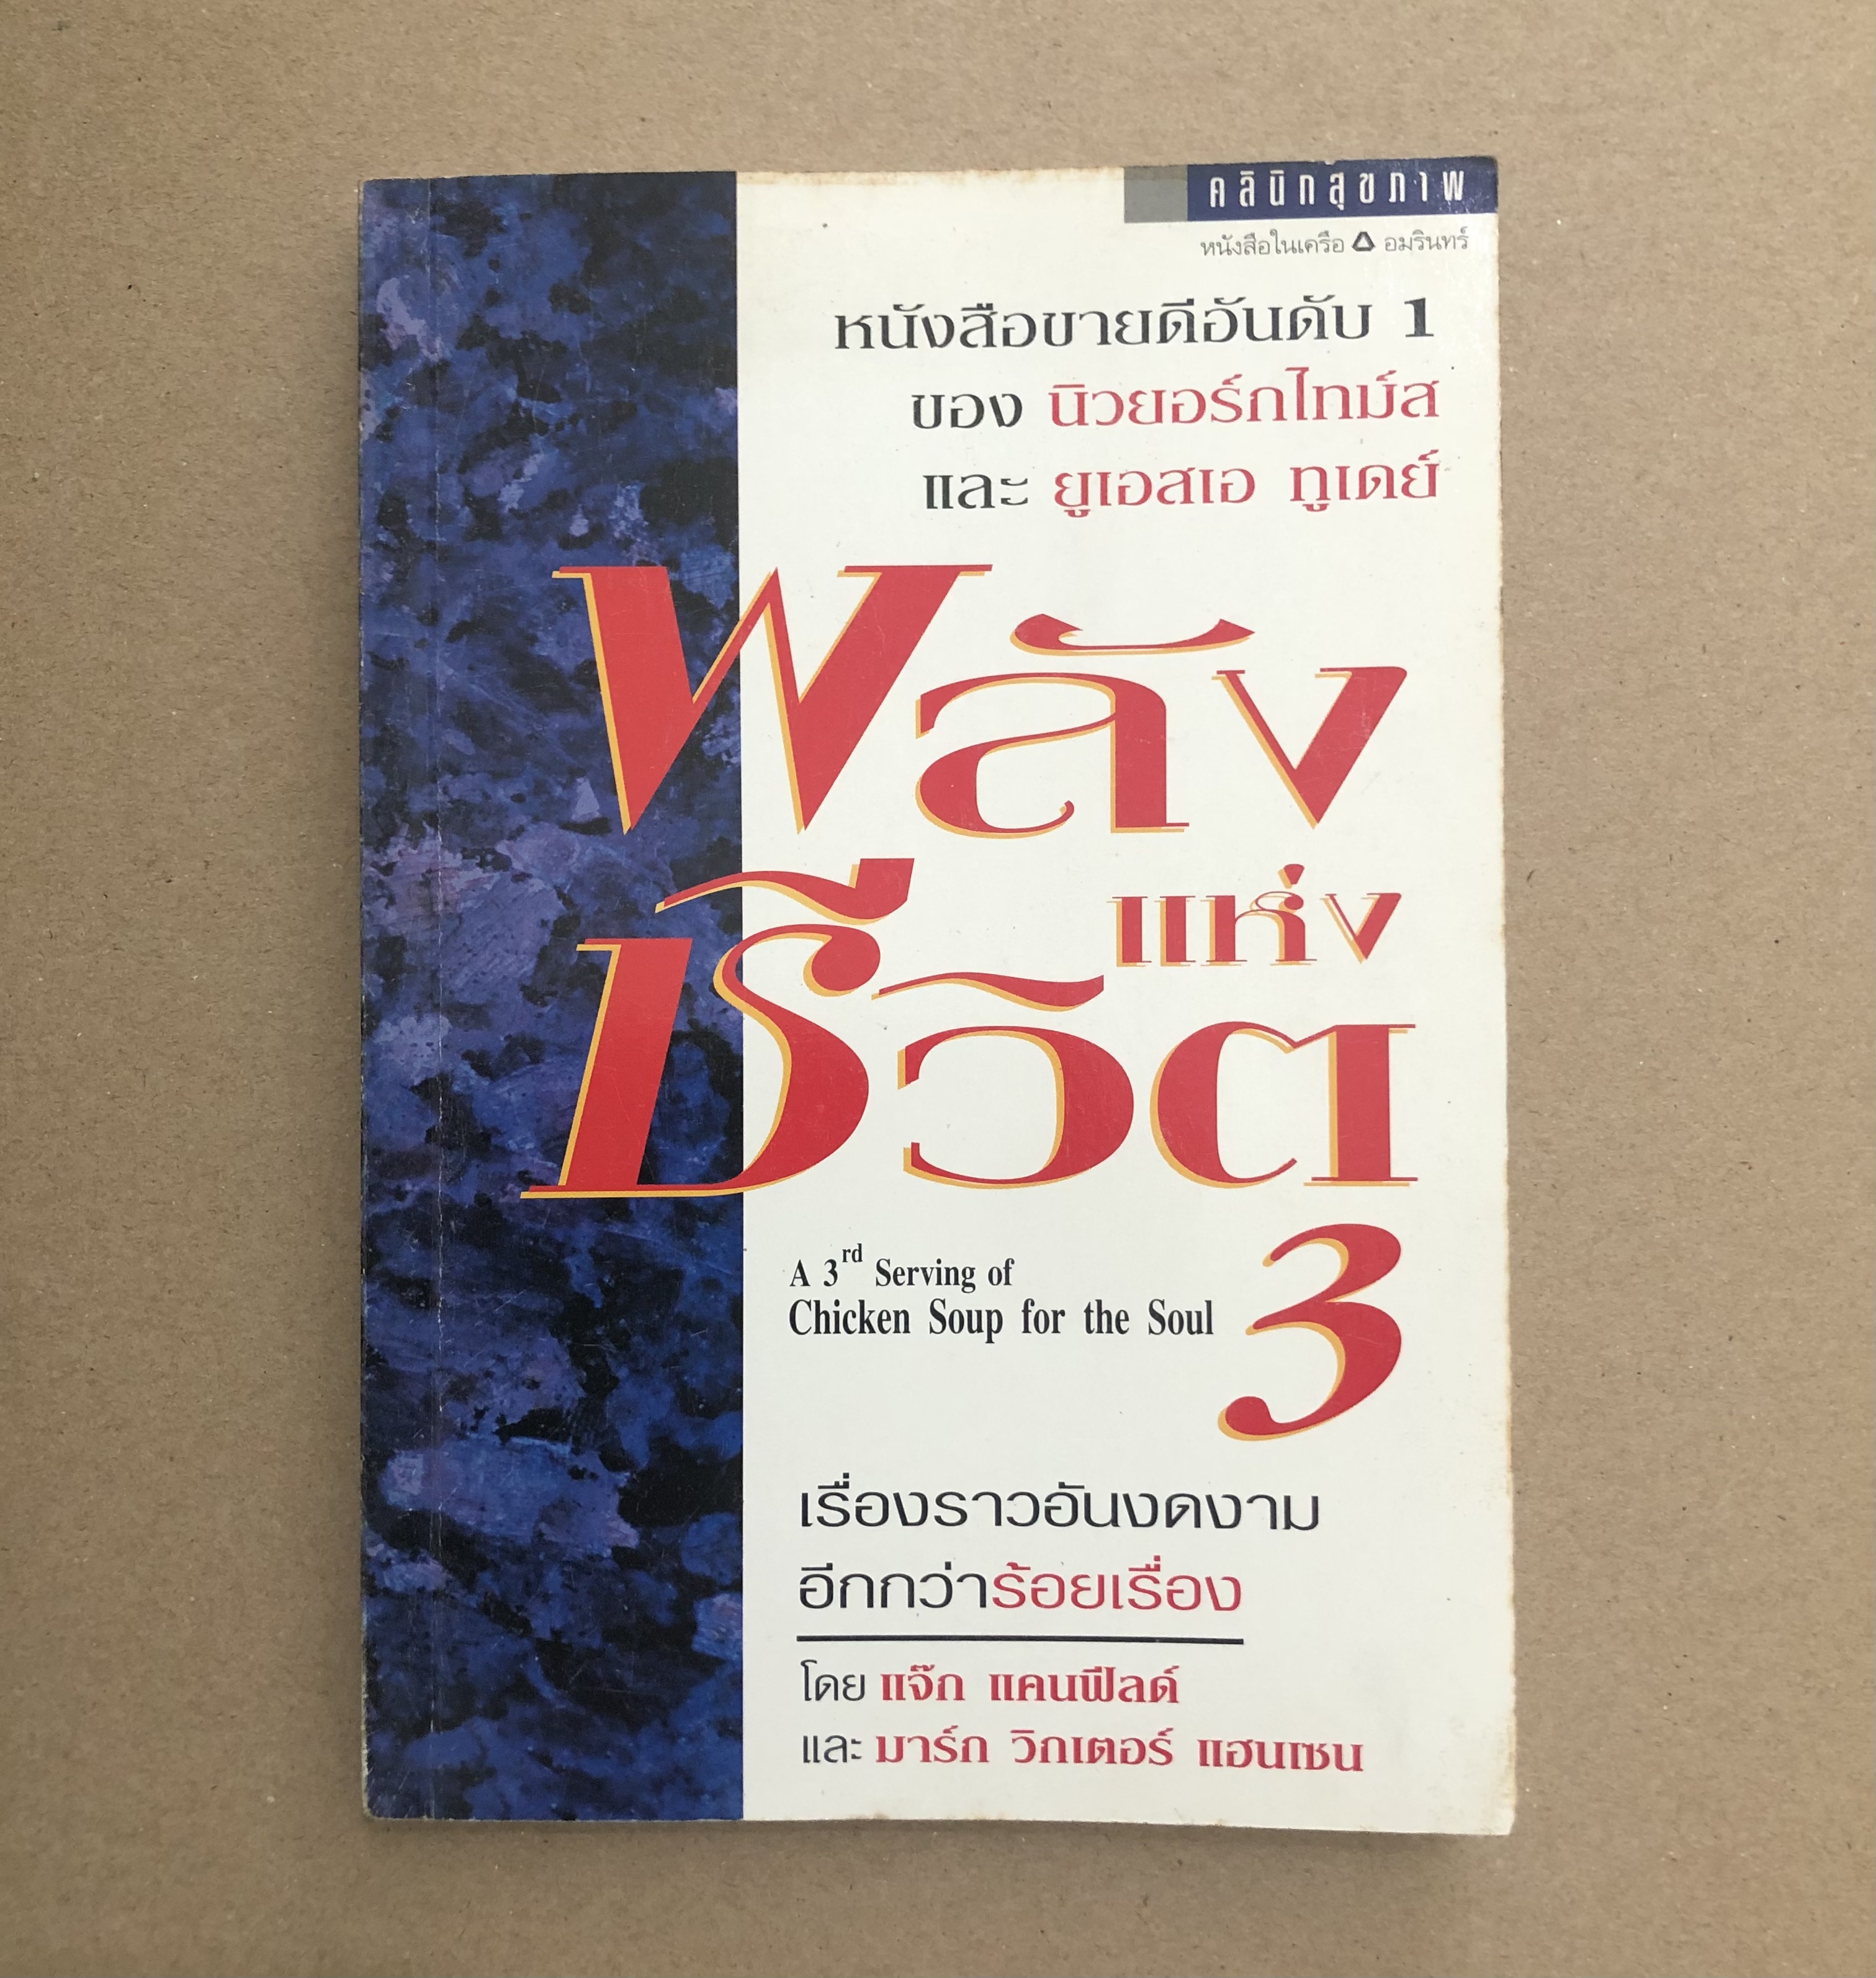 คลินิกสุขภาพ
หนังสือในเครือ อมรินทร์
หนังสือขายดีอันดับ 1
ของ นิวยอร์กไทม์ส
และ ยูเอสเอ ทูเดย์
พลัง
แห่ง
ชีวิต
3
A 3rd Serving of
Chicken Soup for the Soul
เรื่องราวอันงดงาม
อีกกว่าร้อยเรื่อง
โดย แจ๊ก แคนฟีลด์
และ มาร์ก วิกเตอร์ แฮนเซน